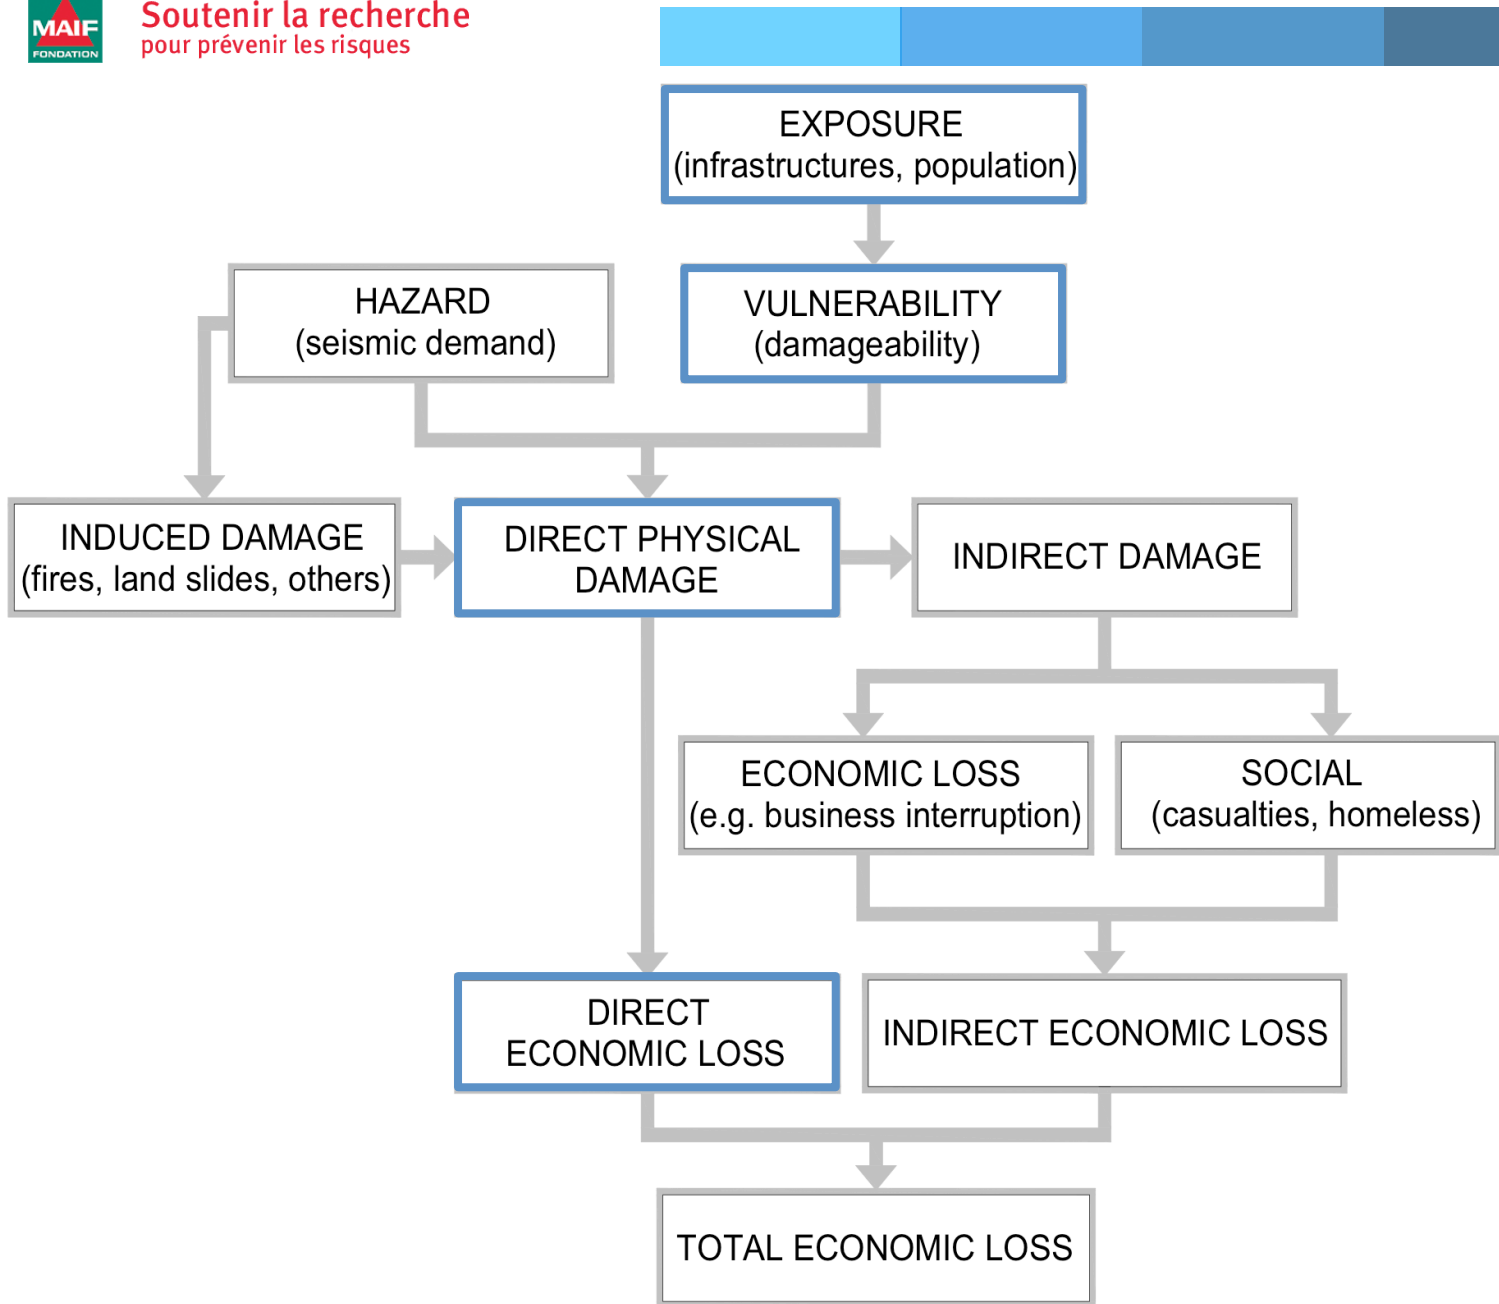 MAIF
FONDATION
Soutenir la recherche
pour prévenir les risques
EXPOSURE
(infrastructures, population)
HAZARD
(seismic demand)
VULNERABILITY
(damageability)
INDUCED DAMAGE
(fires, land slides, others)
DIRECT PHYSICAL
DAMAGE
INDIRECT DAMAGE
ECONOMIC LOSS
(e.g. business interruption)
SOCIAL
(casualties, homeless)
DIRECT
ECONOMIC LOSS
INDIRECT ECONOMIC LOSS
TOTAL ECONOMIC LOSS